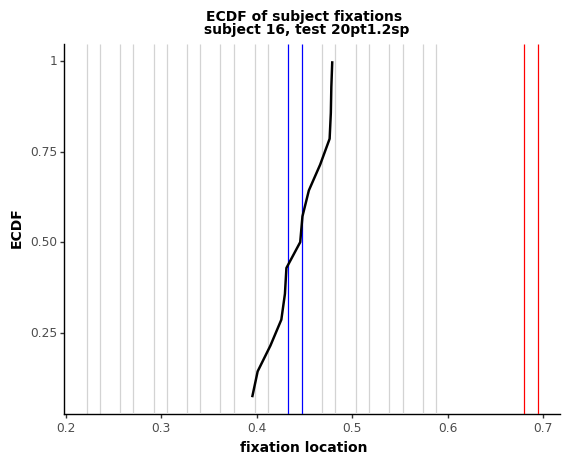 ECDF of subject fixations
subject 16, test 20pt1.2sp
1
0.75
0.50
0.25
ECDF
0.2 0.3 0.4 0.5 0.6 0.7
fixation location